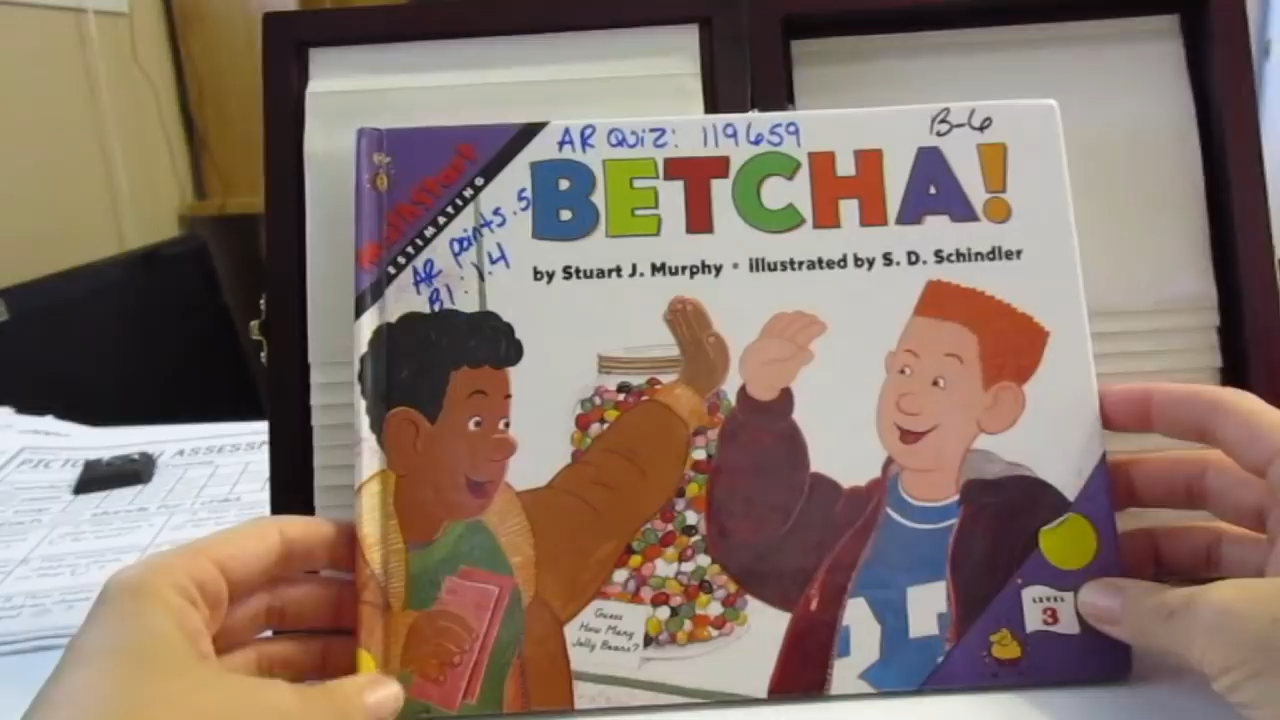 AR QUIZ: 119659
B-6
MathStart
ESTIMATING
AR points .5
Bl: 1.4
BETCHA!
by Stuart J. Murphy • illustrated by S. D. Schindler
Guess
How Many
Jelly Beans?
LEVEL
3
ASSESSM